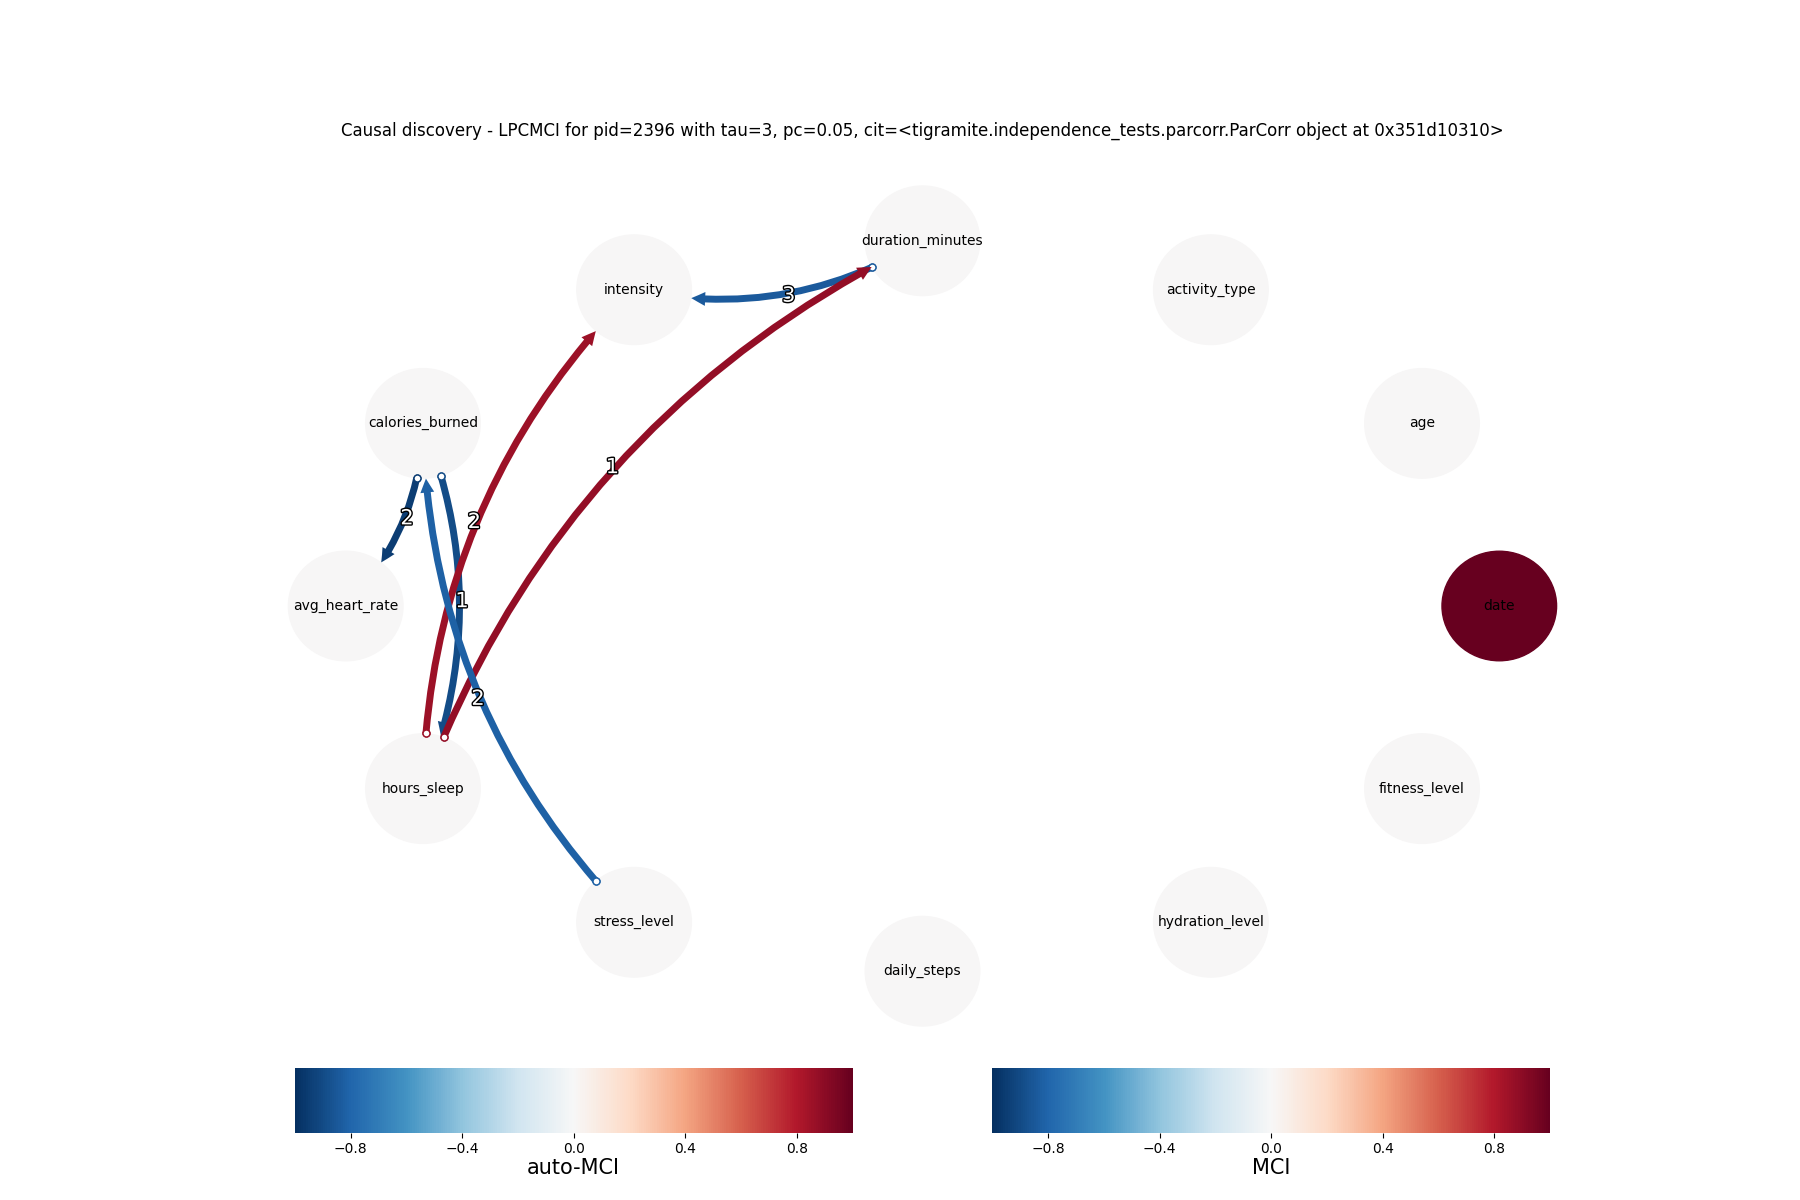 Causal discovery - LPCMCI for pid=2396 with tau=3, pc=0.05, cit=<tigramite.independence_tests.parcorr.ParCorr object at 0x351d10310>
duration_minutes
intensity
activity_type
3
calories_burned
age
1
2
2
avg_heart_rate
1
date
2
hours_sleep
fitness_level
stress_level
hydration_level
daily_steps
−0.8 −0.4 0.0 0.4 0.8
auto-MCI
−0.8 −0.4 0.0 0.4 0.8
MCI